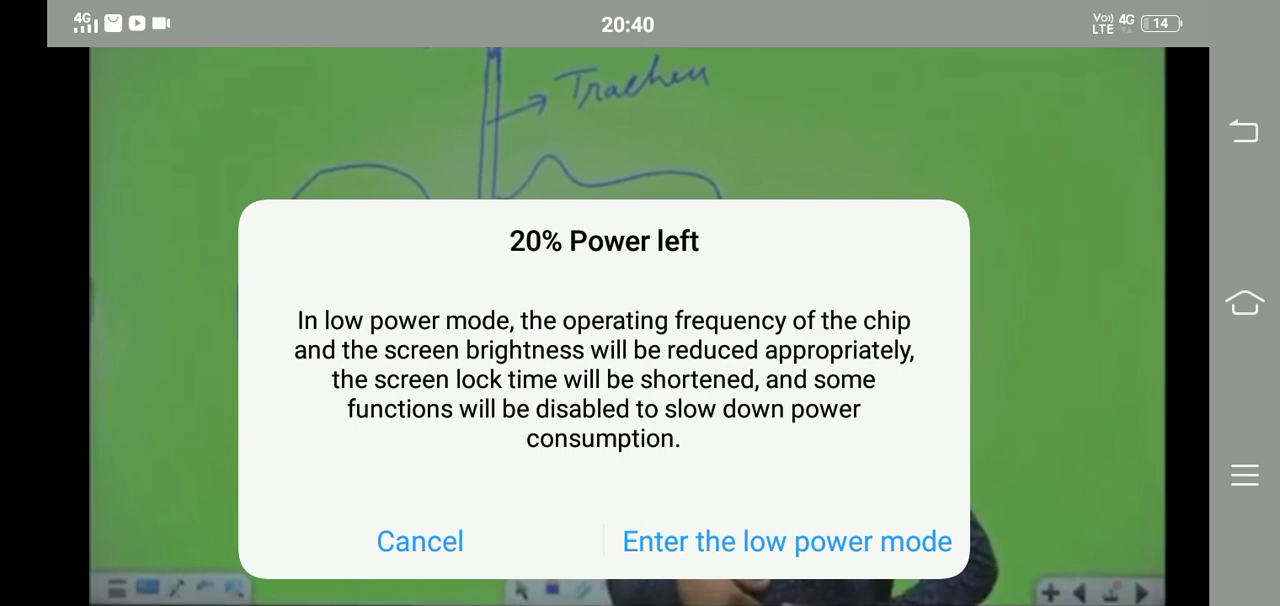 4G
20:40
Vo))
LTE
4G
14
Trachea
20% Power left
In low power mode, the operating frequency of the chip
and the screen brightness will be reduced appropriately,
the screen lock time will be shortened, and some
functions will be disabled to slow down power
consumption.
Cancel
Enter the low power mode